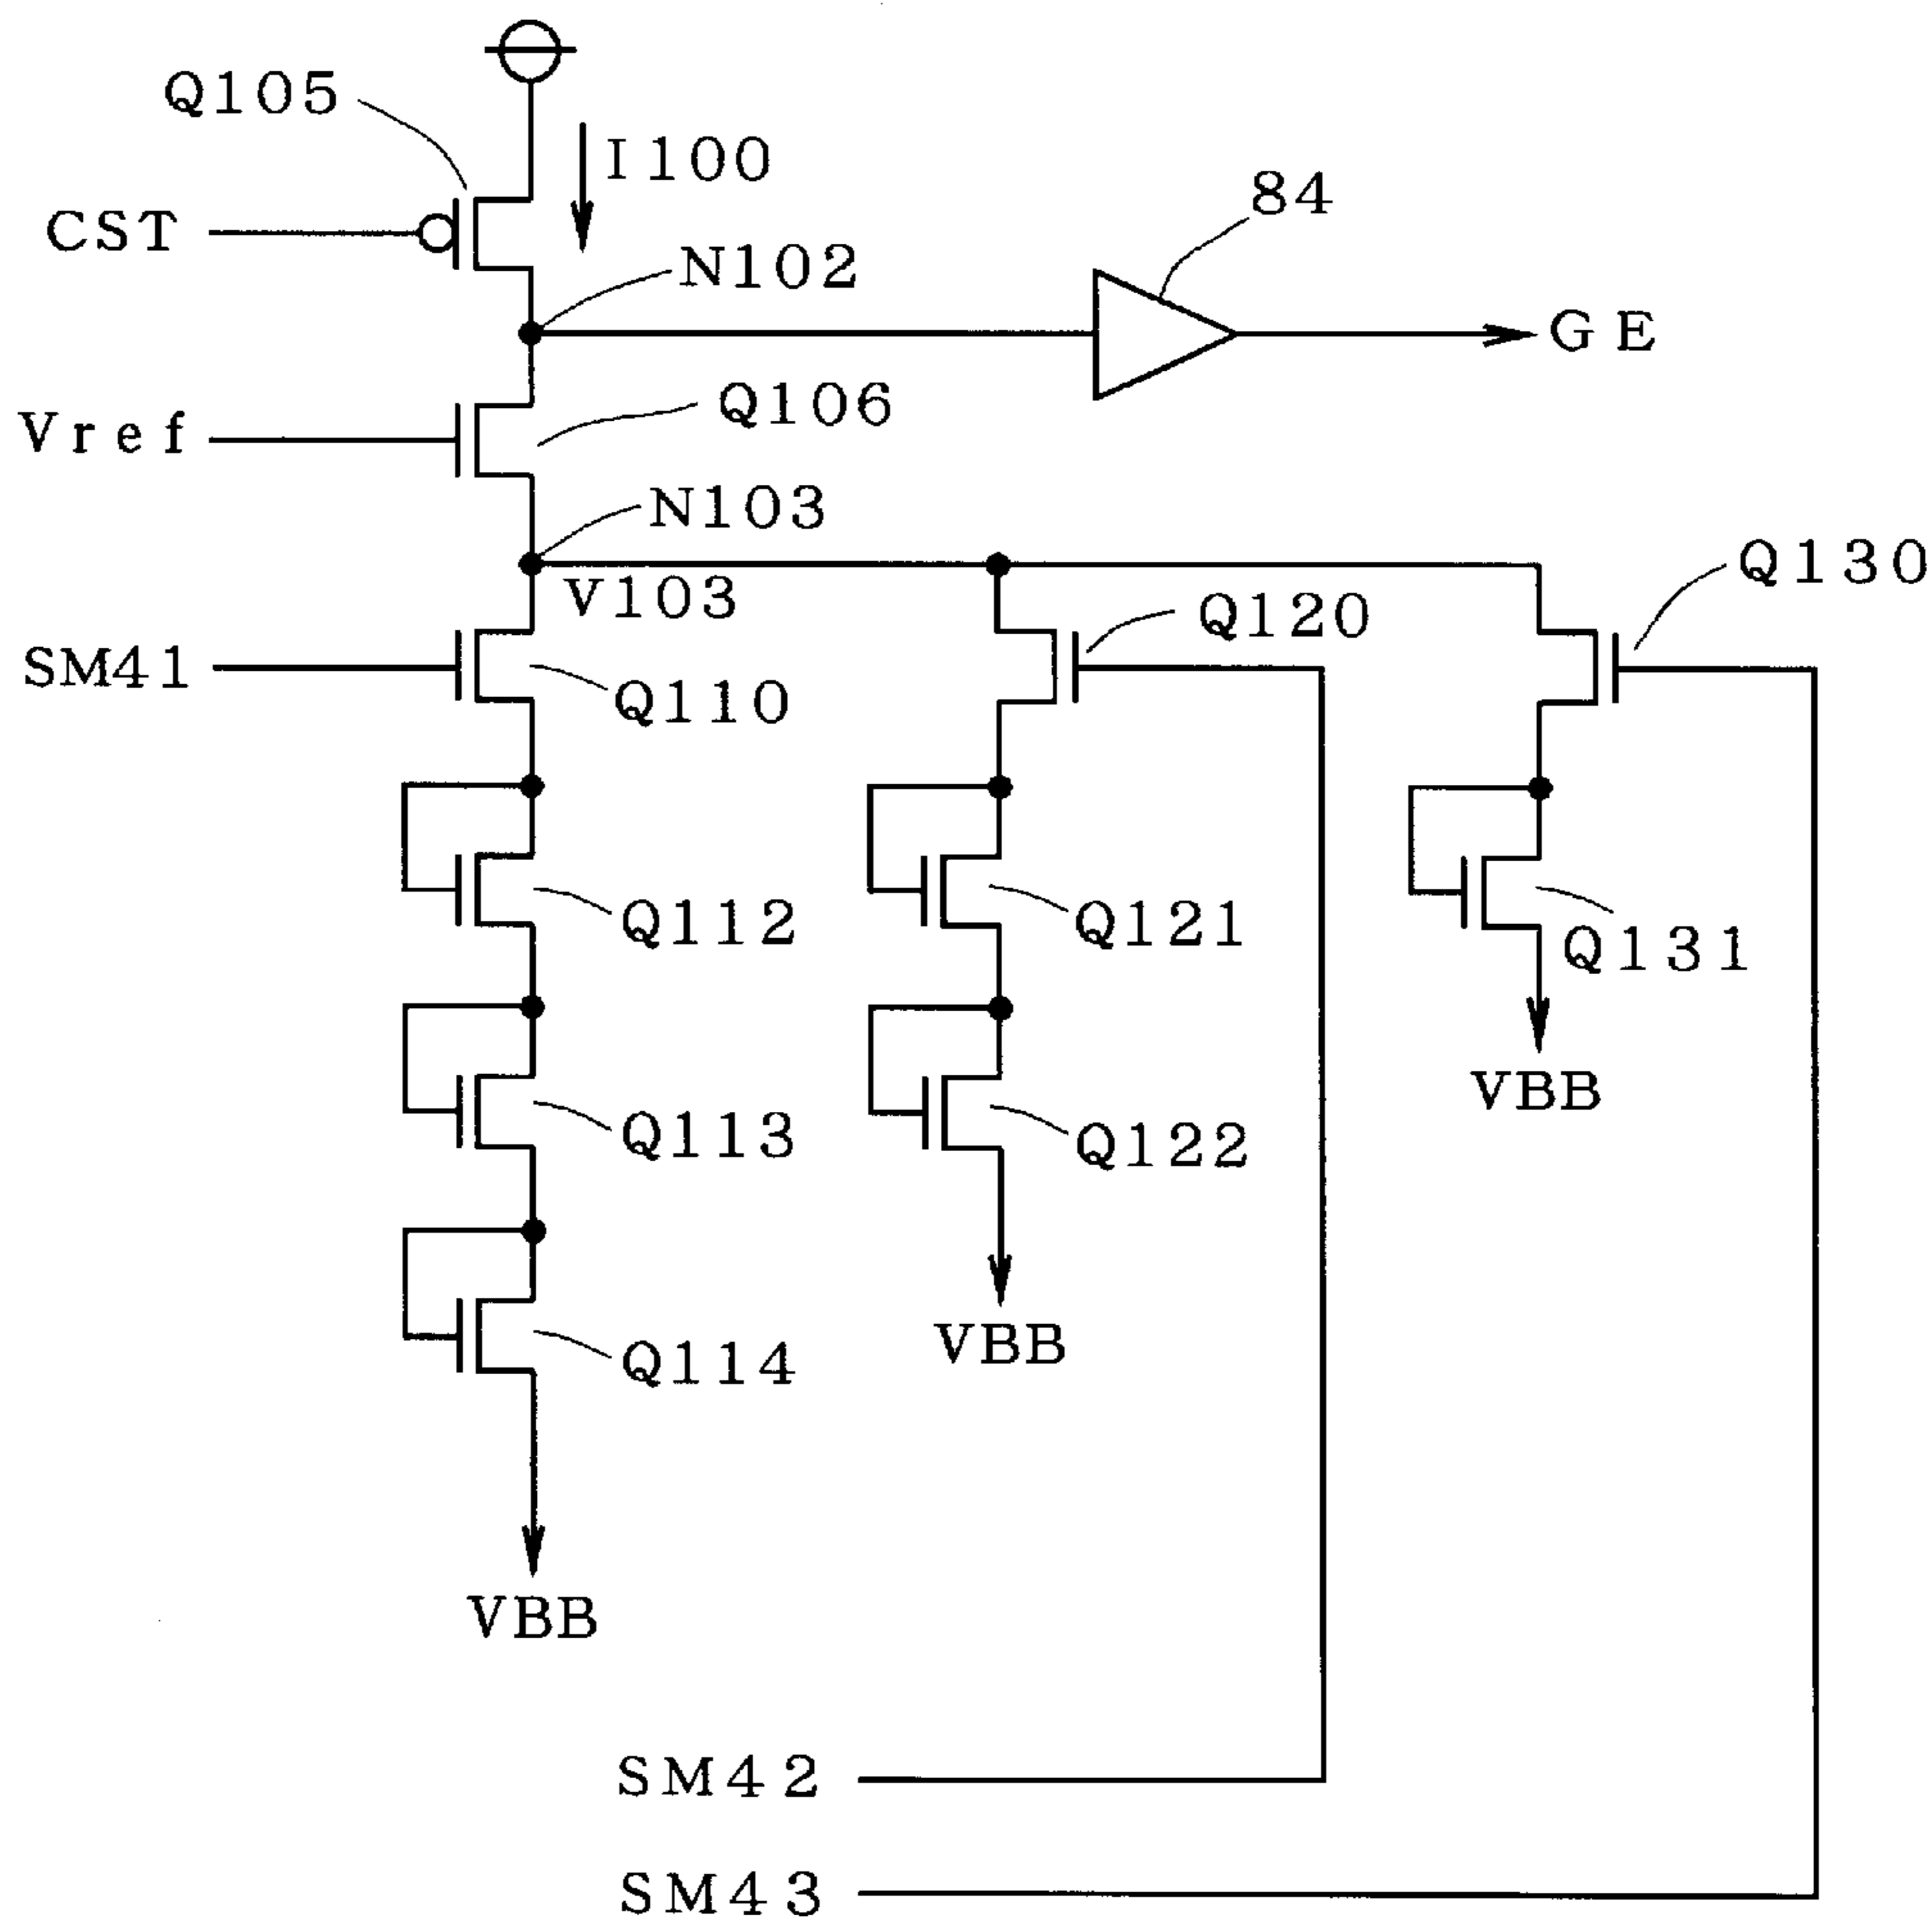 Q105
I100
CST
84
N102
GE
Vref
Q106
N103
V103
Q130
Q120
SM41
Q110
Q112
Q121
Q131
VBB
Q113
Q122
VBB
Q114
VBB
SM42
SM43